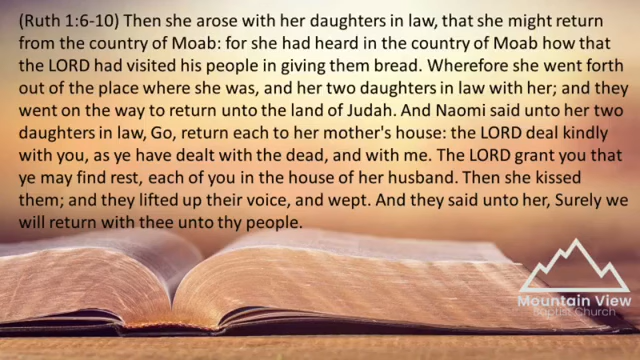 (Ruth 1:6-10) Then she arose with her daughters in law, that she might return
from the country of Moab: for she had heard in the country of Moab how that
the LORD had visited his people in giving them bread. Wherefore she went forth
out of the place where she was, and her two daughters in law with her; and they
went on the way to return unto the land of Judah. And Naomi said unto her two
daughters in law, Go, return each to her mother's house: the LORD deal kindly
with you, as ye have dealt with the dead, and with me. The LORD grant you that
ye may find rest, each of you in the house of her husband. Then she kissed
them; and they lifted up their voice, and wept. And they said unto her, Surely we
will return with thee unto thy people.
Mountain View
Baptist Church